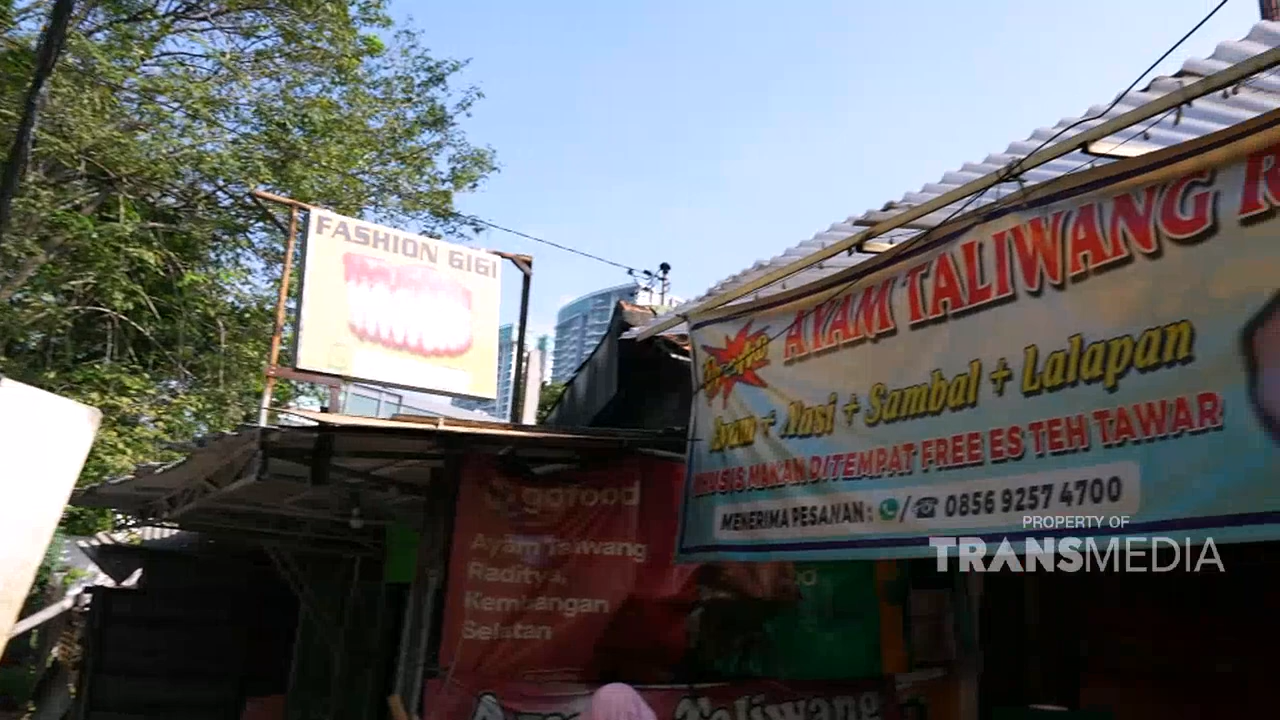 FASHION GIGI
AYAM TALIWANG R
Ayam + Nasi + Sambal + Lalapan
KHUSUS MAKAN DITEMPAT FREE ES TEH TAWAR
MENERIMA PESANAN : / 0856 9257 4700
gofood
Ayam Taliwang
Raditya,
Kembangan
Selatan
Taliwang
PROPERTY OF
TRANSMEDIA